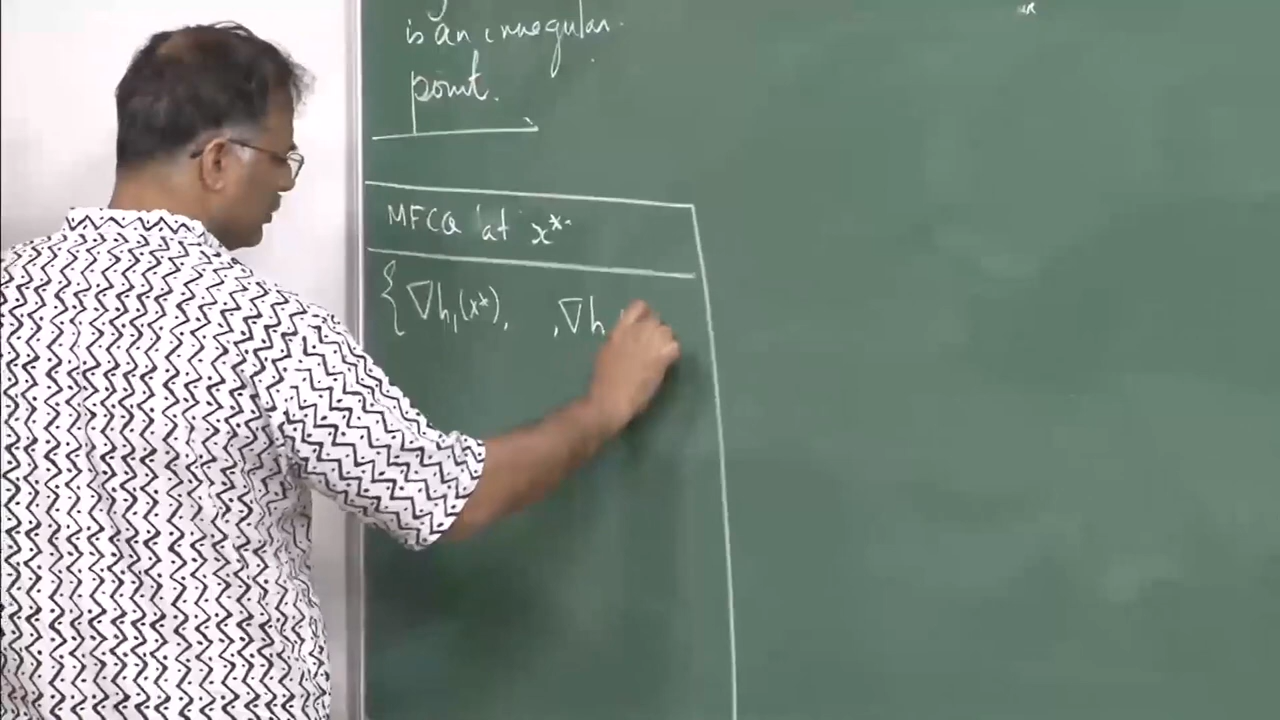 is an irregular
point.
MFCQ at x*
{∇h₁(x*), , ∇h